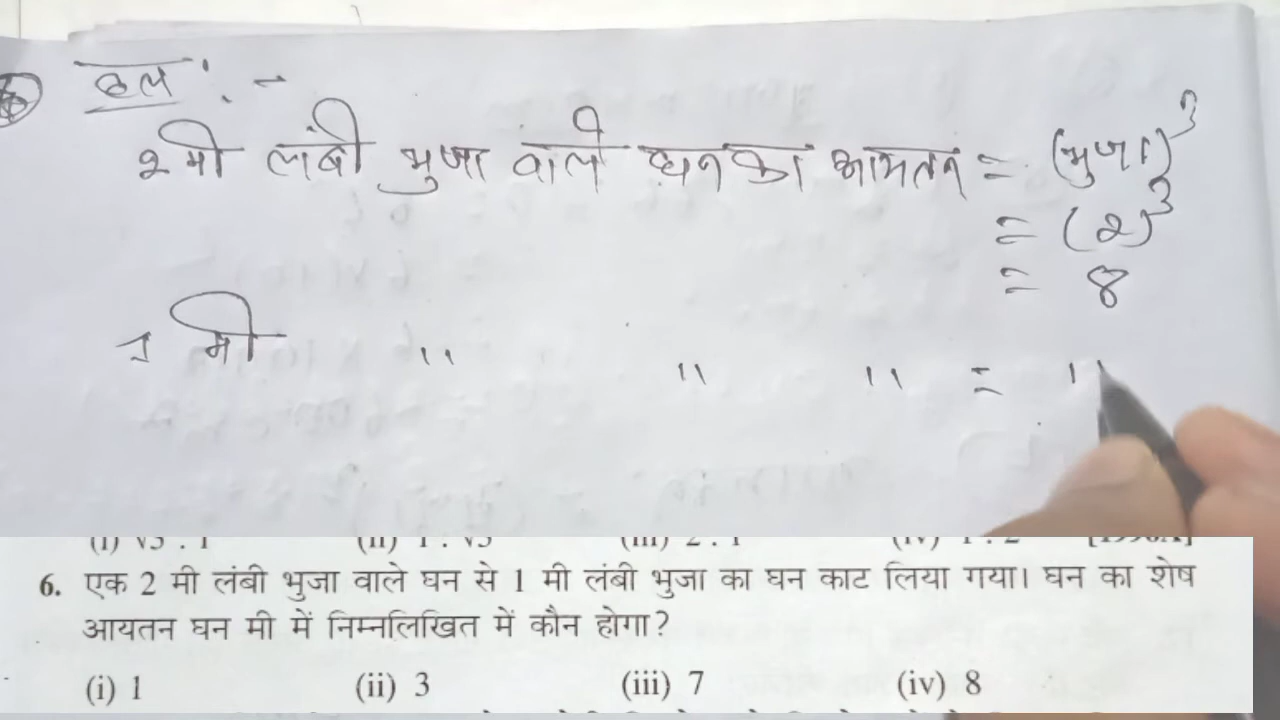 हल :-
2 मी लंबी भुजा वाले घन का आयतन = (भुजा)³
= (2)³
= 8
1 मी " " " = "
6. एक 2 मी लंबी भुजा वाले घन से 1 मी लंबी भुजा का घन काट लिया गया। घन का शेष
आयतन घन मी में निम्नलिखित में कौन होगा?
(i) 1 (ii) 3 (iii) 7 (iv) 8